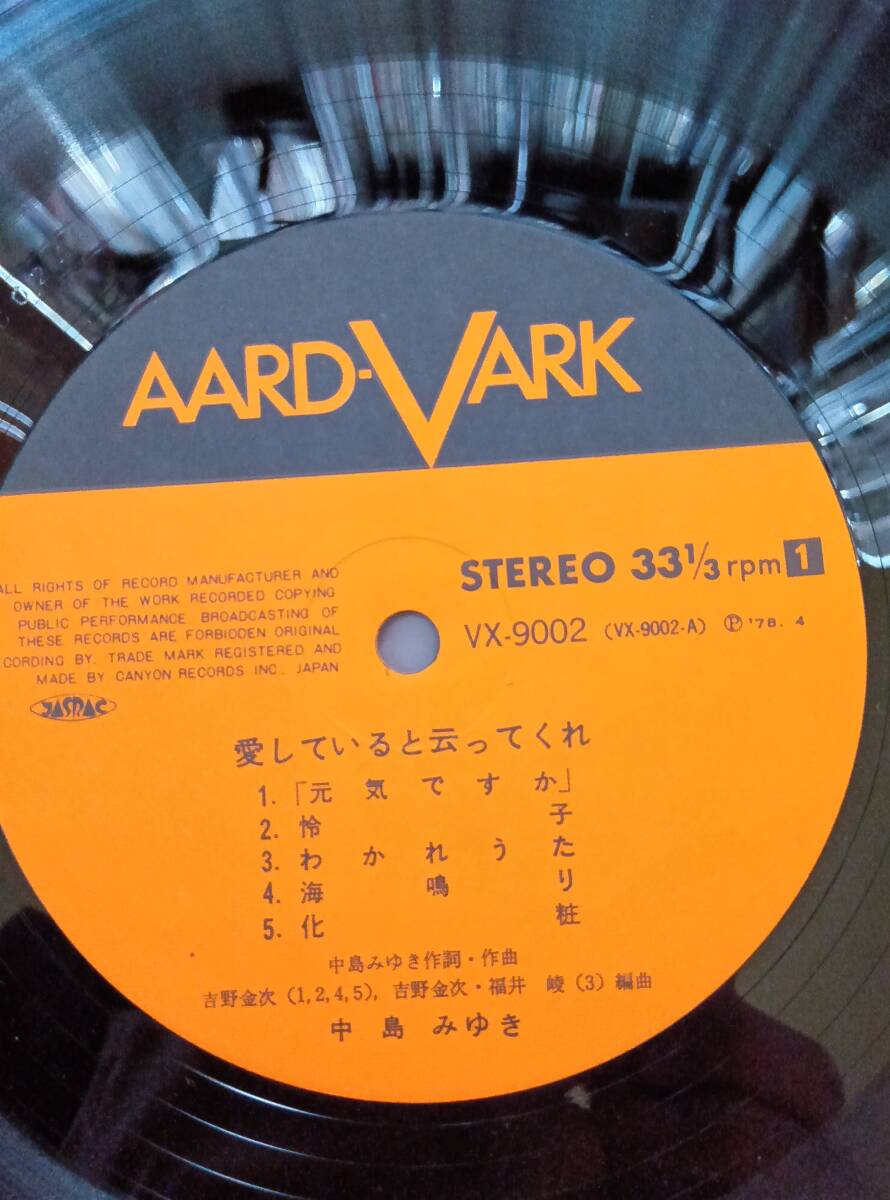 AARD-VARK
STEREO 33 1/3 rpm 1
VX-9002 (VX-9002-A) Ⓟ '78. 4
ALL RIGHTS OF RECORD MANUFACTURER AND
OWNER OF THE WORK RECORDED COPYING
PUBLIC PERFORMANCE. BROADCASTING OF
THESE RECORDS ARE FORBIDDEN ORIGINAL
RECORDING BY. TRADE MARK REGISTERED AND
MADE BY CANYON RECORDS INC., JAPAN
JASRAC
愛していると云ってくれ
1.「元気ですか」
2. 怜子
3. わかれうた
4. 海鳴り
5. 化粧
中島みゆき作詞・作曲
吉野金次 (1,2,4,5), 吉野金次・福井 崚 (3) 編曲
中島みゆき